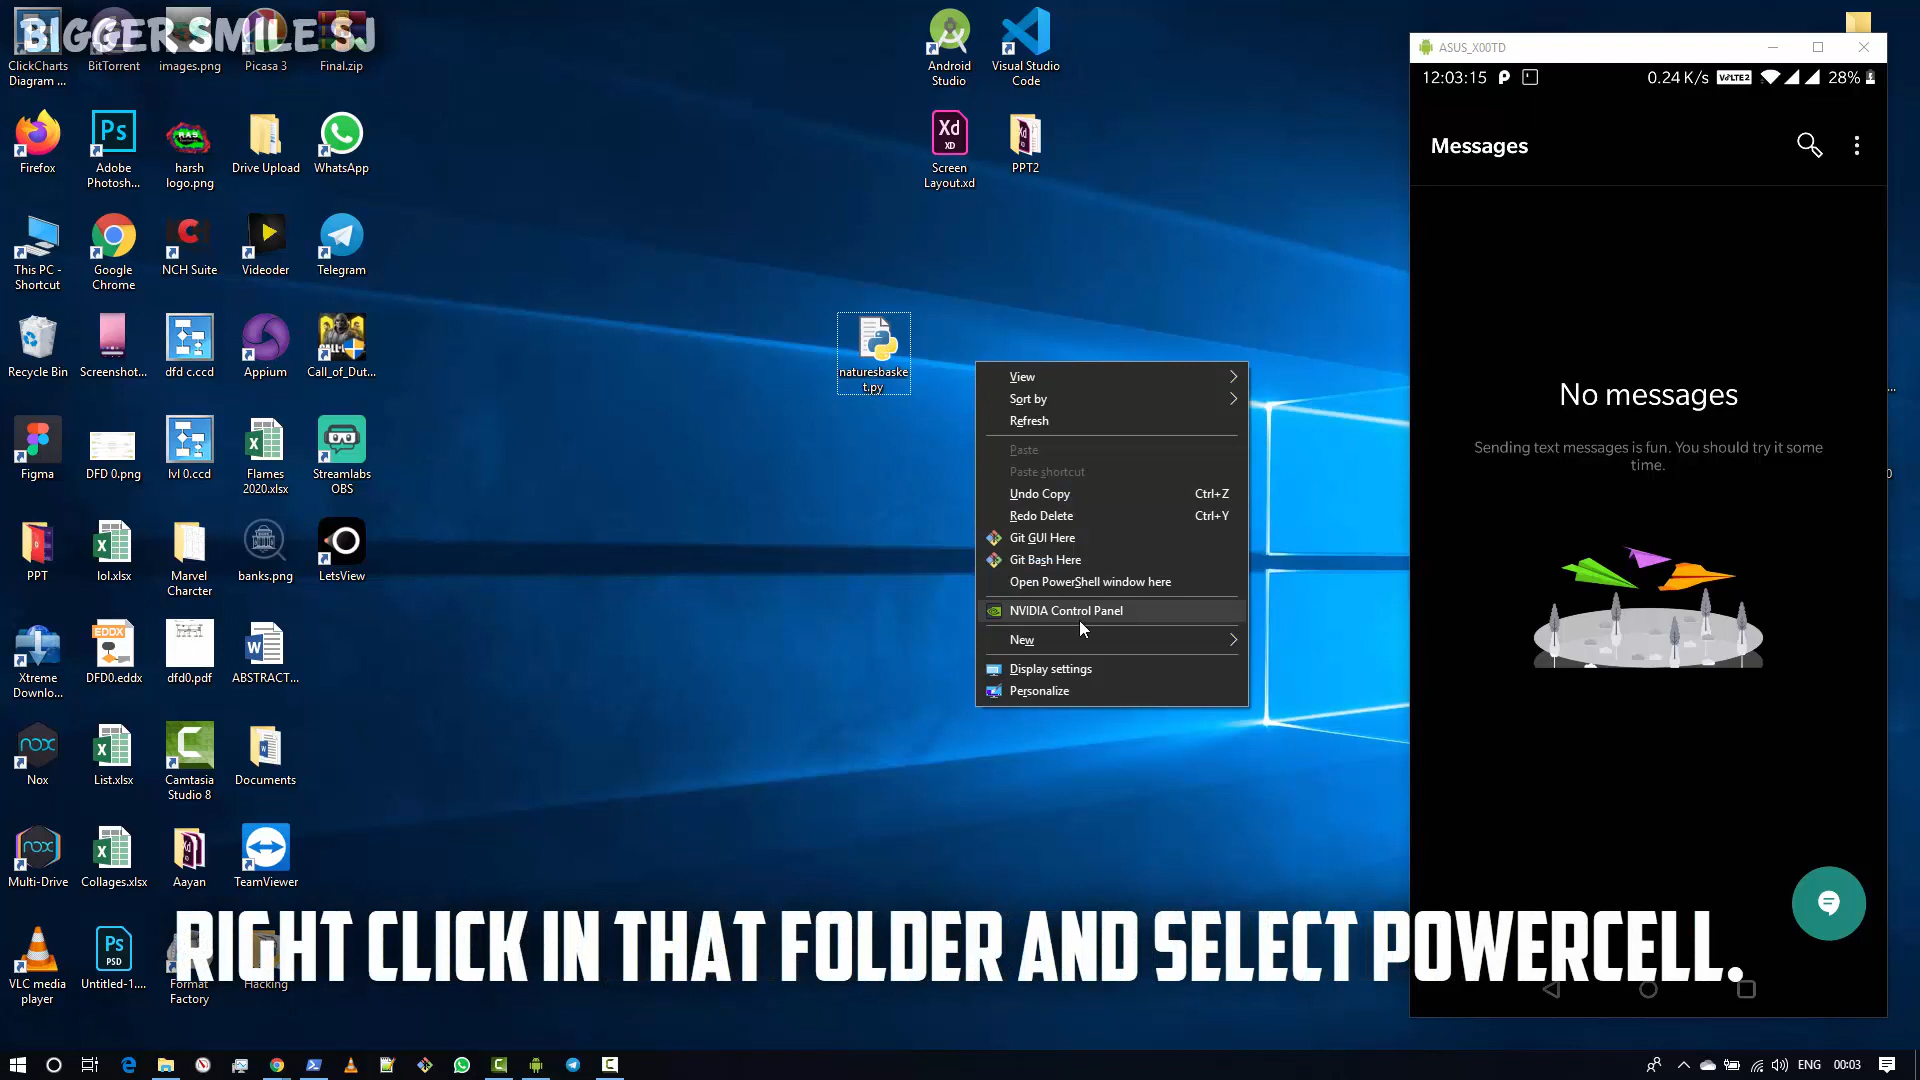 BIGGER SMILE SJ
ClickCharts
Diagram ...
BitTorrent
images.png
Picasa 3
Final.zip
Firefox
Adobe
Photosh...
harsh
logo.png
Drive Upload
WhatsApp
This PC -
Shortcut
Google
Chrome
NCH Suite
Videoder
Telegram
Recycle Bin
Screenshot...
dfd c.ccd
Appium
Call_of_Dut...
Figma
DFD 0.png
lvl 0.ccd
Flames
2020.xlsx
Streamlabs
OBS
PPT
lol.xlsx
Marvel
Charcter
banks.png
LetsView
Xtreme
Downlo...
EDDX
DFD0.eddx
dfd0.pdf
ABSTRACT...
Nox
List.xlsx
Camtasia
Studio 8
Documents
Multi-Drive
Collages.xlsx
Aayan
TeamViewer
VLC media
player
PSD
Untitled-1....
Format
Factory
Hacking
Android
Studio
Visual Studio
Code
Xd
XD
Screen
Layout.xd
PPT2
naturesbaske
t.py
View
Sort by
Refresh
Paste
Paste shortcut
Undo Copy Ctrl+Z
Redo Delete Ctrl+Y
Git GUI Here
Git Bash Here
Open PowerShell window here
NVIDIA Control Panel
New
Display settings
Personalize
ASUS_X00TD
12:03:15 0.24 K/s VoLTE2 28%
Messages
No messages
Sending text messages is fun. You should try it some
time.
RIGHT CLICK IN THAT FOLDER AND SELECT POWERCELL.
ENG 00:03